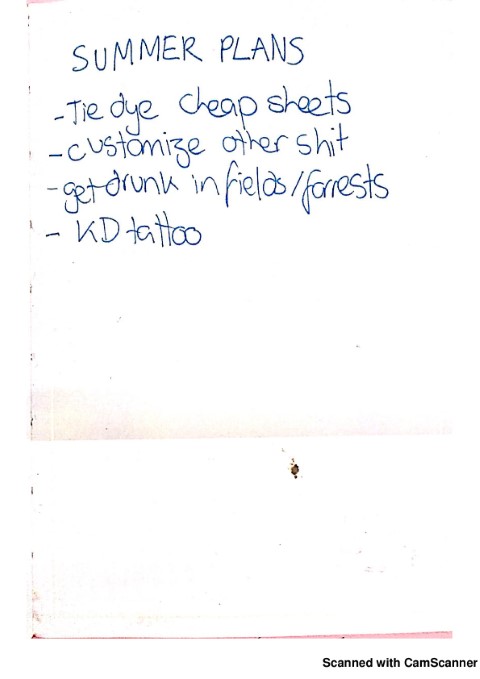 SUMMER PLANS
- Tie dye cheap sheets
- customize other shit
- get drunk in fields/forrests
- KD tattoo
Scanned with CamScanner